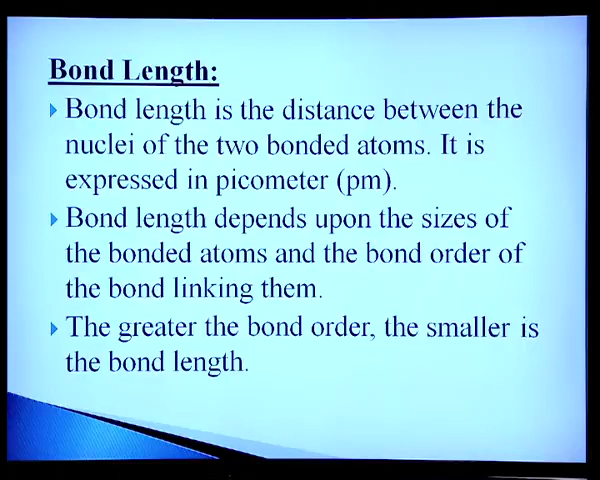 Bond Length:
Bond length is the distance between the
nuclei of the two bonded atoms. It is
expressed in picometer (pm).
Bond length depends upon the sizes of
the bonded atoms and the bond order of
the bond linking them.
The greater the bond order, the smaller is
the bond length.